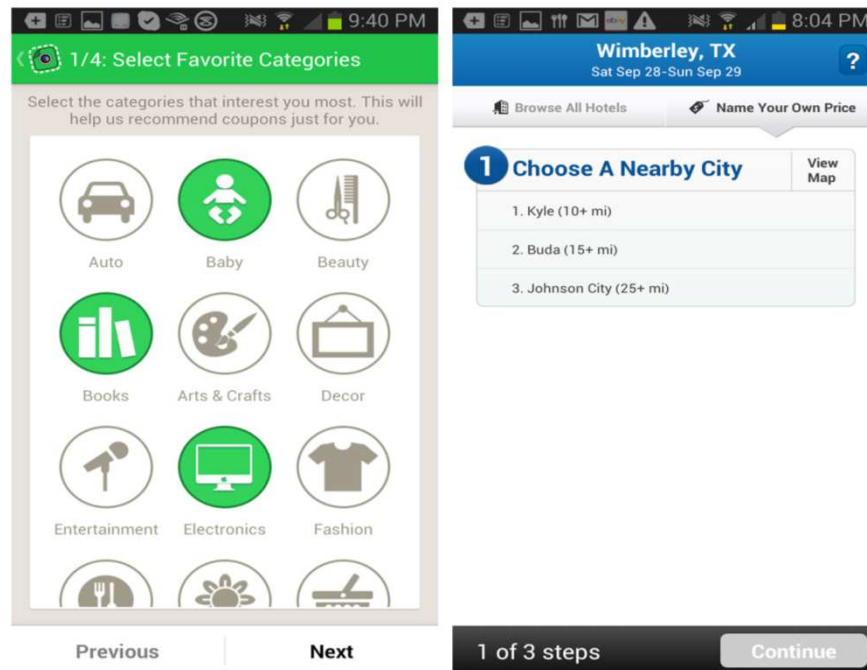 9:40 PM
1/4: Select Favorite Categories
Select the categories that interest you most. This will
help us recommend coupons just for you.
Auto
Baby
Beauty
Books
Arts & Crafts
Decor
Entertainment
Electronics
Fashion
Previous
Next
ebay
8:04 PM
Wimberley, TX
Sat Sep 28-Sun Sep 29
?
Browse All Hotels
Name Your Own Price
1 Choose A Nearby City
View
Map
1. Kyle (10+ mi)
2. Buda (15+ mi)
3. Johnson City (25+ mi)
1 of 3 steps
Continue